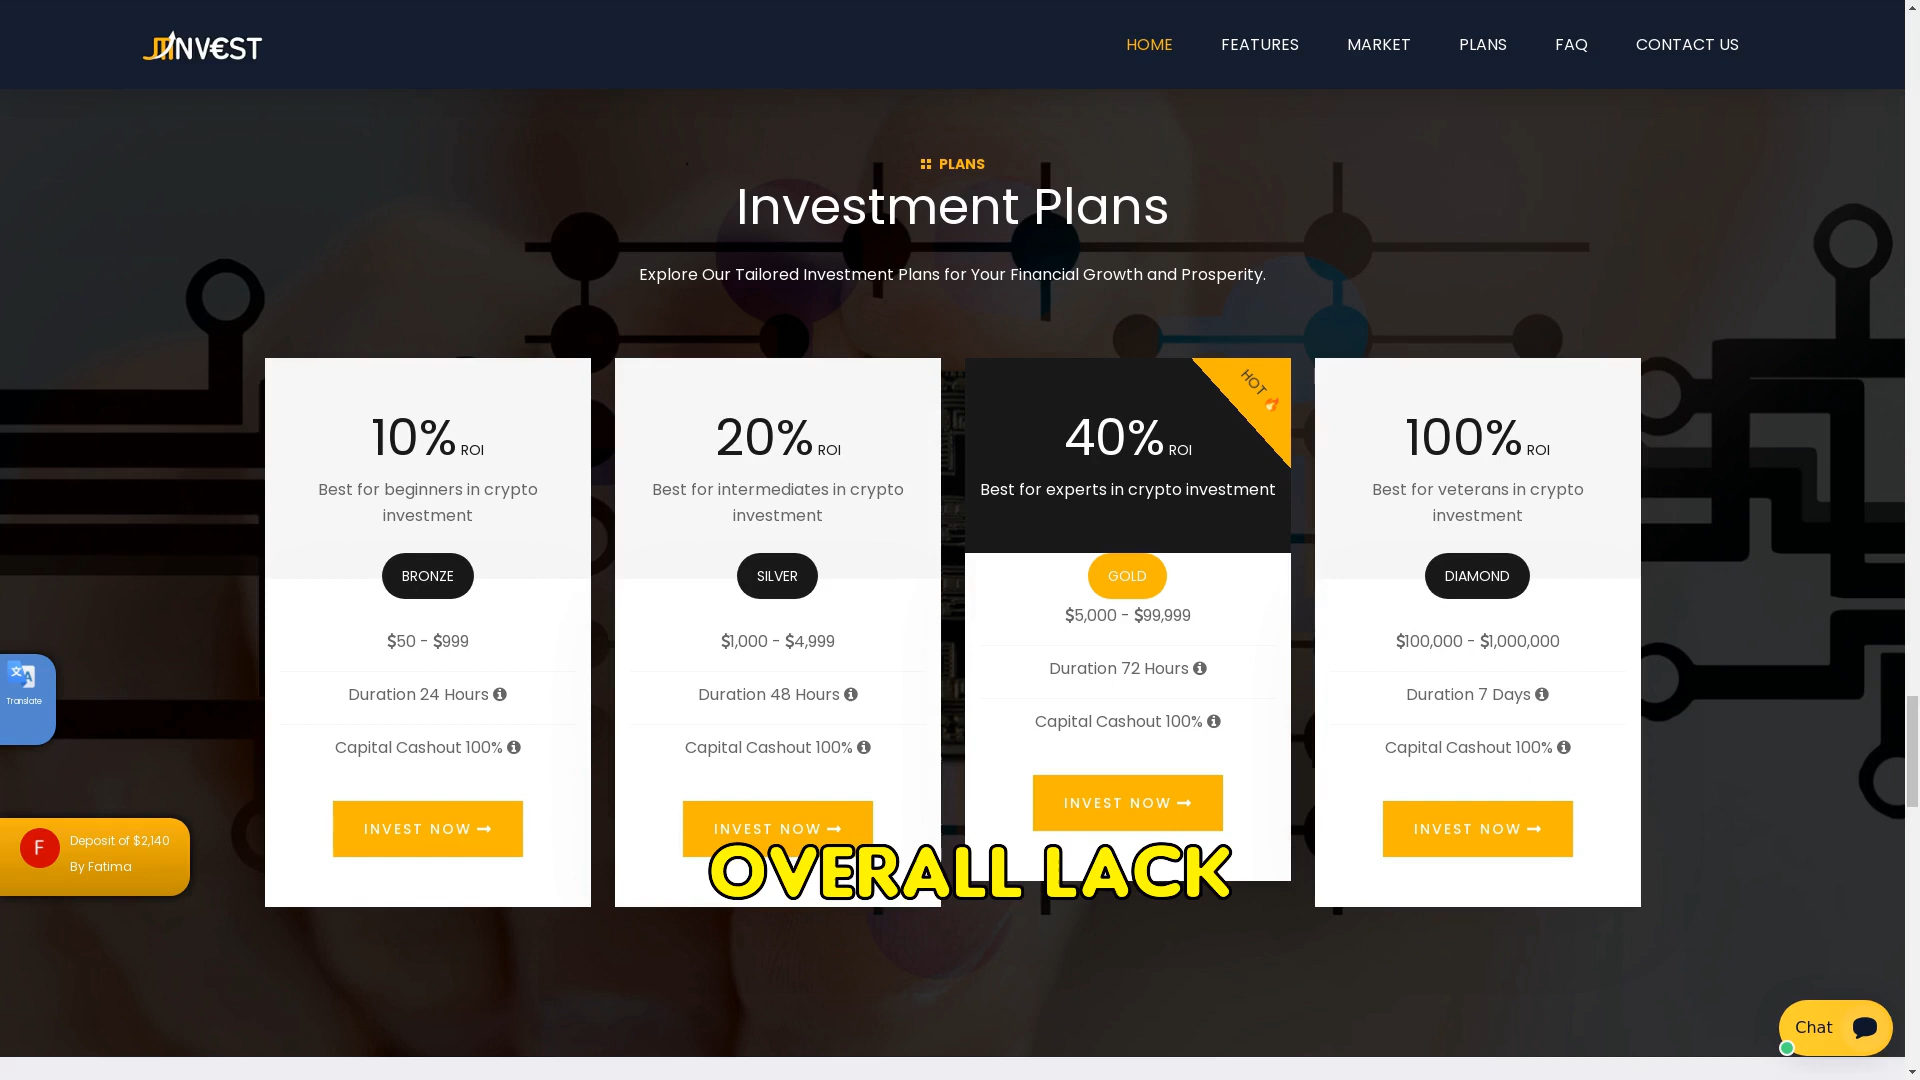 INV€ST
HOME
FEATURES
MARKET
PLANS
FAQ
CONTACT US
PLANS
Investment Plans
Explore Our Tailored Investment Plans for Your Financial Growth and Prosperity.
10% ROI
Best for beginners in crypto
investment
BRONZE
$50 - $999
Duration 24 Hours
Capital Cashout 100%
INVEST NOW
20% ROI
Best for intermediates in crypto
investment
SILVER
$1,000 - $4,999
Duration 48 Hours
Capital Cashout 100%
INVEST NOW
HOT
40% ROI
Best for experts in crypto investment
GOLD
$5,000 - $99,999
Duration 72 Hours
Capital Cashout 100%
INVEST NOW
100% ROI
Best for veterans in crypto
investment
DIAMOND
$100,000 - $1,000,000
Duration 7 Days
Capital Cashout 100%
INVEST NOW
OVERALL LACK
Translate
F
Deposit of $2,140
By Fatima
Chat